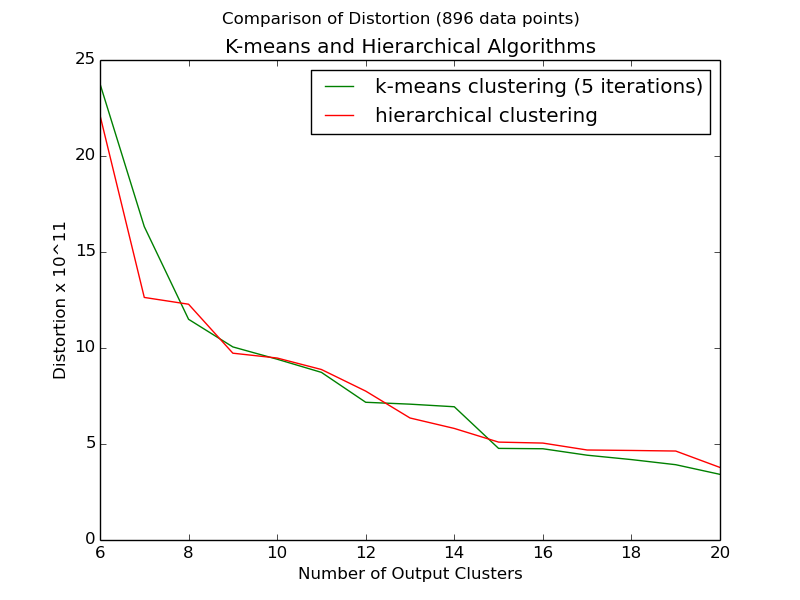 Comparison of Distortion (896 data points)
K-means and Hierarchical Algorithms
k-means clustering (5 iterations)
hierarchical clustering
25
20
15
10
5
0
Distortion x 10^11
6 8 10 12 14 16 18 20
Number of Output Clusters